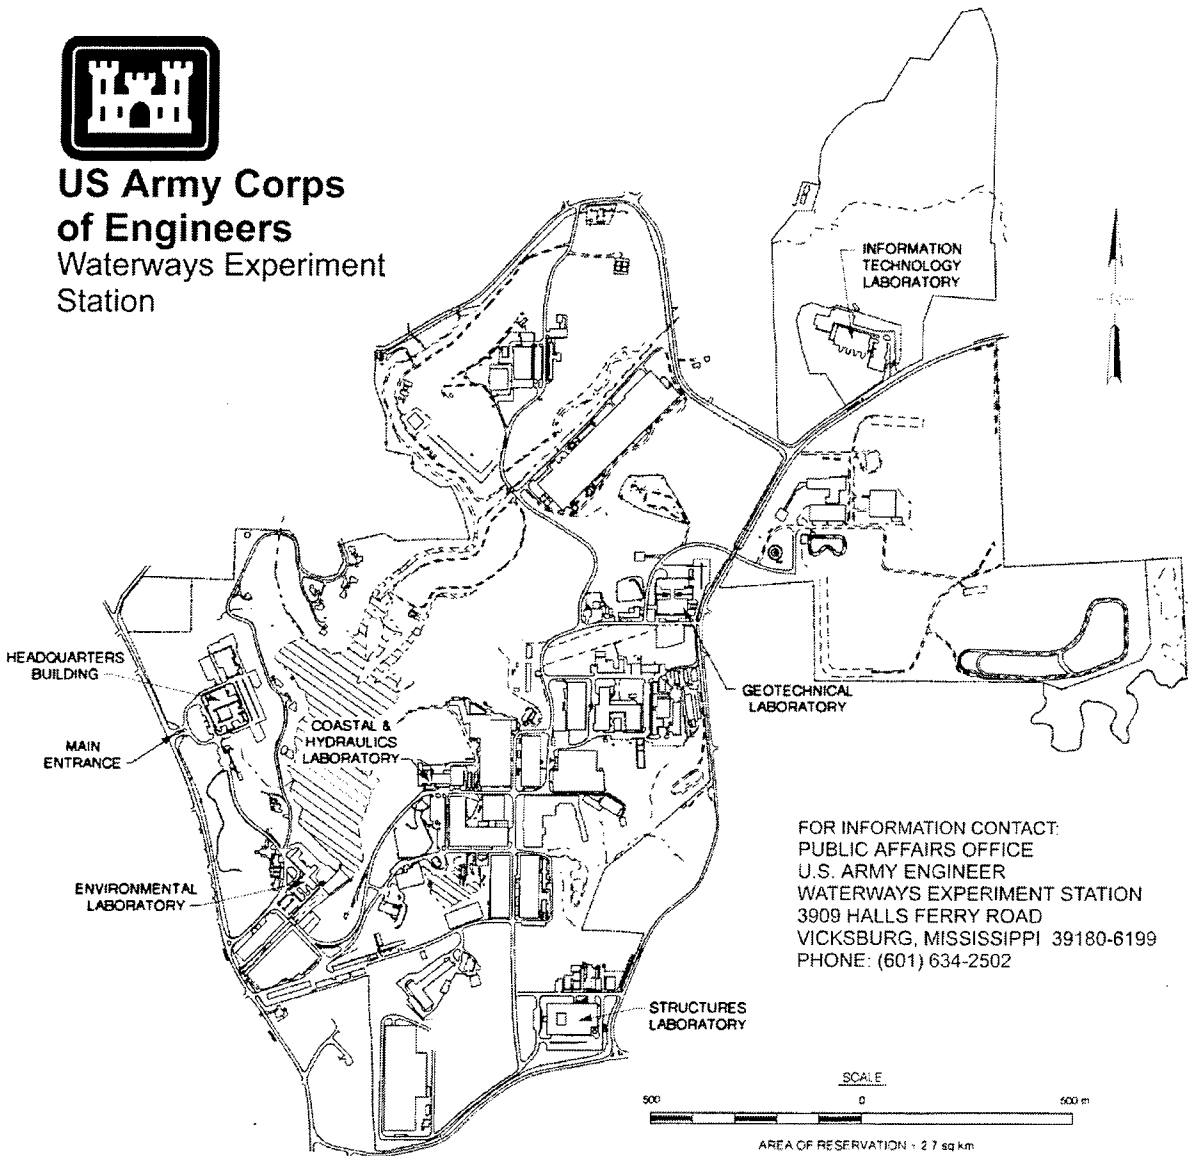 US Army Corps
of Engineers
Waterways Experiment
Station
INFORMATION
TECHNOLOGY
LABORATORY
HEADQUARTERS
BUILDING
MAIN
ENTRANCE
COASTAL &
HYDRAULICS
LABORATORY
GEOTECHNICAL
LABORATORY
ENVIRONMENTAL
LABORATORY
STRUCTURES
LABORATORY
FOR INFORMATION CONTACT:
PUBLIC AFFAIRS OFFICE
U.S. ARMY ENGINEER
WATERWAYS EXPERIMENT STATION
3909 HALLS FERRY ROAD
VICKSBURG, MISSISSIPPI 39180-6199
PHONE: (601) 634-2502
SCALE
500 0 500 m
AREA OF RESERVATION = 2.7 sq km